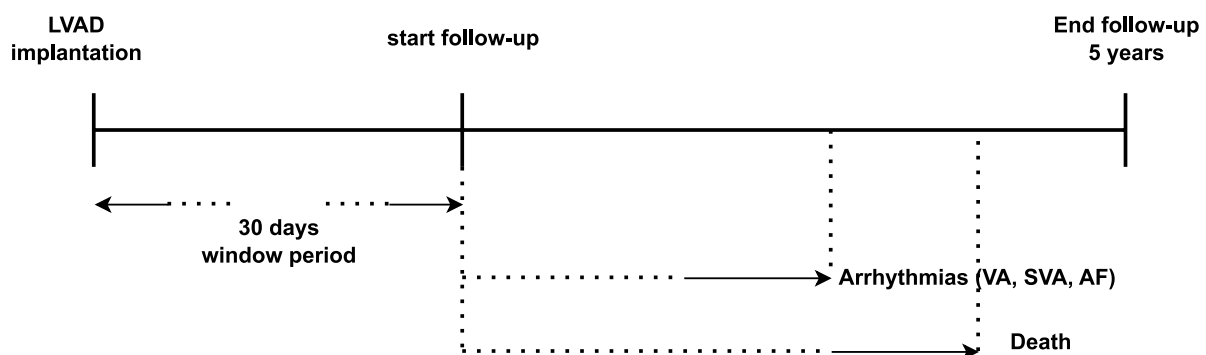 LVAD
implantation
start follow-up
End follow-up
5 years
30 days
window period
Arrhythmias (VA, SVA, AF)
Death